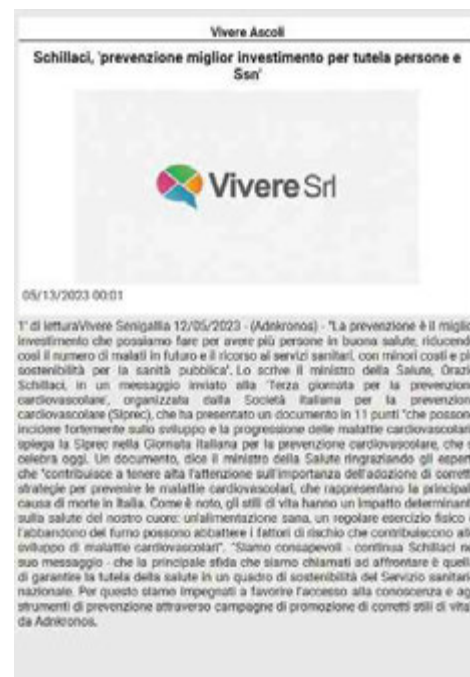 Vivere Ascoli
Schillaci, 'prevenzione miglior investimento per tutela persone e
Ssn'
Vivere Srl
05/13/2023 00:01
1' di letturaVivere Senigallia 12/05/2023 - (Adnkronos) - "La prevenzione è il miglio
investimento che possiamo fare per avere più persone in buona salute, riducend
così il numero di malati in futuro e il ricorso ai servizi sanitari, con minori costi e pi
sostenibilità per la sanità pubblica". Lo scrive il ministro della Salute, Orazi
Schillaci, in un messaggio inviato alla 'Terza giornata per la prevenzion
cardiovascolare', organizzata dalla Società Italiana per la prevenzion
cardiovascolare (Siprec), che ha presentato un documento in 11 punti "che posson
incidere fortemente sullo sviluppo e la progressione delle malattie cardiovascolari
spiega la Siprec nella Giornata italiana per la prevenzione cardiovascolare, che s
celebra oggi. Un documento, dice il ministro della Salute ringraziando gli espert
che "contribuisce a tenere alta l'attenzione sull'importanza dell'adozione di corrett
strategie per prevenire le malattie cardiovascolari, che rappresentano la principal
causa di morte in Italia. Come è noto, gli stili di vita hanno un impatto determinant
sulla salute del nostro cuore: un'alimentazione sana, un regolare esercizio fisico
l'abbandono del fumo possono abbattere i fattori di rischio che contribuiscono all
sviluppo di malattie cardiovascolari". "Siamo consapevoli - continua Schillaci ne
suo messaggio - che la principale sfida che siamo chiamati ad affrontare è quell
di garantire la tutela della salute in un quadro di sostenibilità del Servizio sanitari
nazionale. Per questo siamo impegnati a favorire l'accesso alla conoscenza e ag
strumenti di prevenzione attraverso campagne di promozione di corretti stili di vita
da Adnkronos.